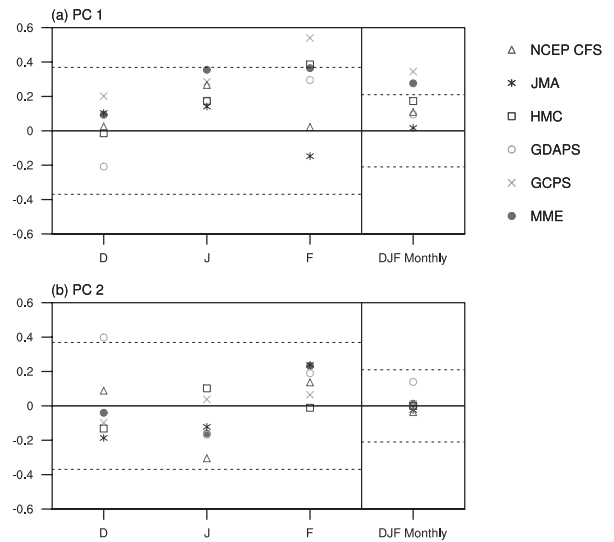 (a) PC 1
0.6
0.4
0.2
0
-0.2
-0.4
-0.6
D J F DJF Monthly
NCEP CFS
JMA
HMC
GDAPS
GCPS
MME
(b) PC 2
0.6
0.4
0.2
0
-0.2
-0.4
-0.6
D J F DJF Monthly